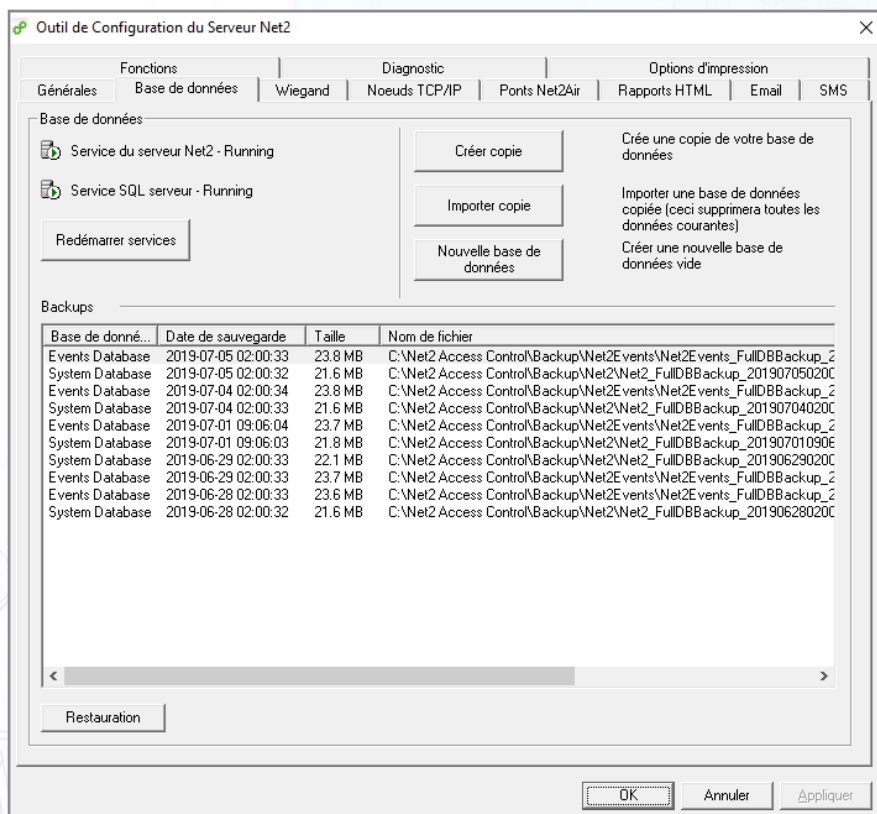 Outil de Configuration du Serveur Net2
Fonctions Diagnostic Options d'impression
Générales Base de données Wiegand Noeuds TCP/IP Ponts Net2Air Rapports HTML Email SMS
Base de données
Service du serveur Net2 - Running
Service SQL serveur - Running
Redémarrer services
Créer copie
Crée une copie de votre base de
données
Importer copie
Importer une base de données
copiée (ceci supprimera toutes les
données courantes)
Nouvelle base de
données
Créer une nouvelle base de
données vide
Backups
Base de donné... Date de sauvegarde Taille Nom de fichier
Events Database 2019-07-05 02:00:33 23.8 MB C:\Net2 Access Control\Backup\Net2Events\Net2Events_FullDBBackup_2
System Database 2019-07-05 02:00:32 21.6 MB C:\Net2 Access Control\Backup\Net2\Net2_FullDBBackup_201907050200
Events Database 2019-07-04 02:00:34 23.8 MB C:\Net2 Access Control\Backup\Net2Events\Net2Events_FullDBBackup_2
System Database 2019-07-04 02:00:33 21.6 MB C:\Net2 Access Control\Backup\Net2\Net2_FullDBBackup_201907040200
Events Database 2019-07-01 09:06:04 23.7 MB C:\Net2 Access Control\Backup\Net2Events\Net2Events_FullDBBackup_2
System Database 2019-07-01 09:06:03 21.8 MB C:\Net2 Access Control\Backup\Net2\Net2_FullDBBackup_201907010906
System Database 2019-06-29 02:00:33 22.1 MB C:\Net2 Access Control\Backup\Net2\Net2_FullDBBackup_201906290200
Events Database 2019-06-29 02:00:33 23.7 MB C:\Net2 Access Control\Backup\Net2Events\Net2Events_FullDBBackup_2
Events Database 2019-06-28 02:00:33 23.6 MB C:\Net2 Access Control\Backup\Net2Events\Net2Events_FullDBBackup_2
System Database 2019-06-28 02:00:32 21.6 MB C:\Net2 Access Control\Backup\Net2\Net2_FullDBBackup_201906280200
Restauration
OK Annuler Appliquer